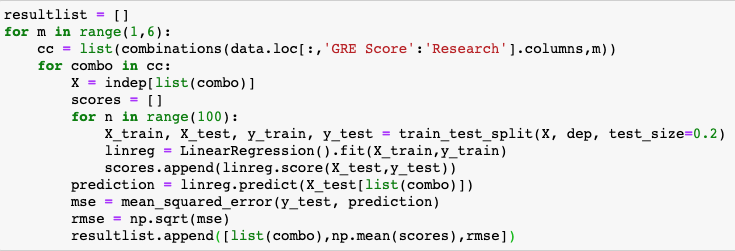 resultlist = []
for m in range(1,6):
    cc = list(combinations(data.loc[:,'GRE Score':'Research'].columns,m))
    for combo in cc:
        X = indep[list(combo)]
        scores = []
        for n in range(100):
            X_train, X_test, y_train, y_test = train_test_split(X, dep, test_size=0.2)
            linreg = LinearRegression().fit(X_train,y_train)
            scores.append(linreg.score(X_test,y_test))
        prediction = linreg.predict(X_test[list(combo)])
        mse = mean_squared_error(y_test, prediction)
        rmse = np.sqrt(mse)
        resultlist.append([list(combo),np.mean(scores),rmse])